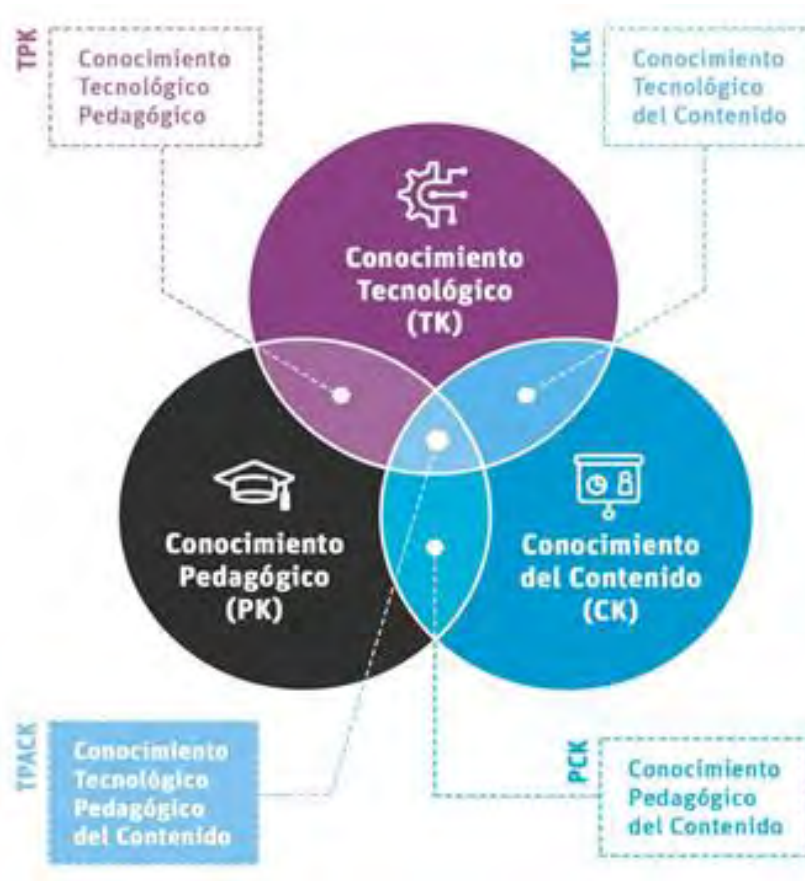 TPK
Conocimiento
Tecnológico
Pedagógico
TCK
Conocimiento
Tecnológico
del Contenido
Conocimiento
Tecnológico
(TK)
Conocimiento
Pedagógico
(PK)
Conocimiento
del Contenido
(CK)
TPACK
Conocimiento
Tecnológico
Pedagógico
del Contenido
PCK
Conocimiento
Pedagógico
del Contenido